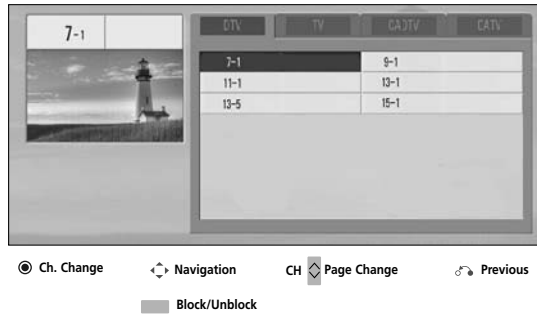 7-1
DTV TV CADTV CATV
7-1 9-1
11-1 13-1
13-5 15-1
Ch. Change Navigation CH Page Change Previous
Block/Unblock